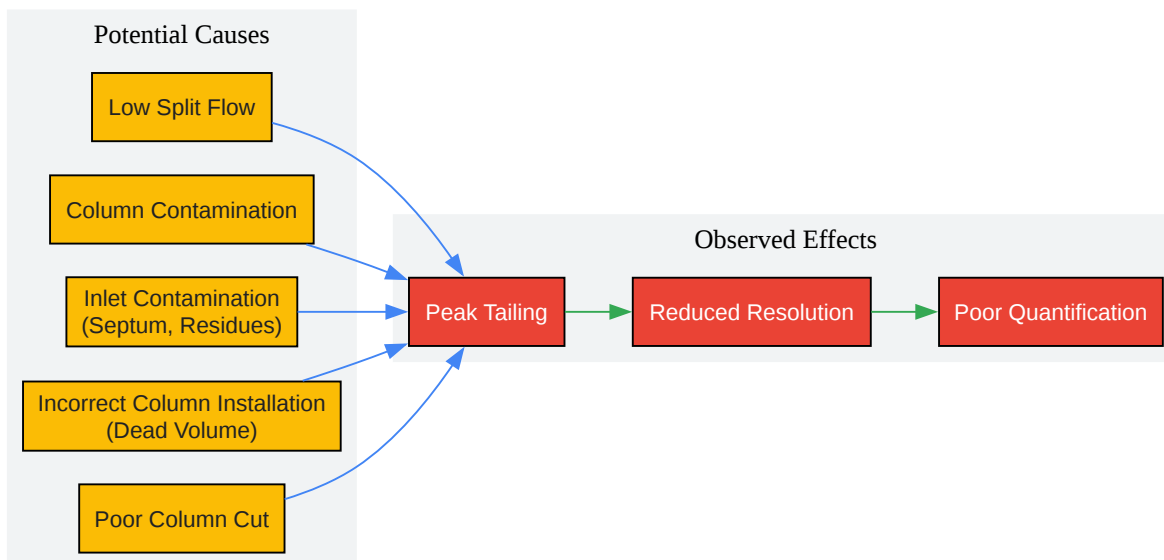 Potential Causes
Low Split Flow
Column Contamination
Inlet Contamination
(Septum, Residues)
Incorrect Column Installation
(Dead Volume)
Poor Column Cut
Observed Effects
Peak Tailing
Reduced Resolution
Poor Quantification